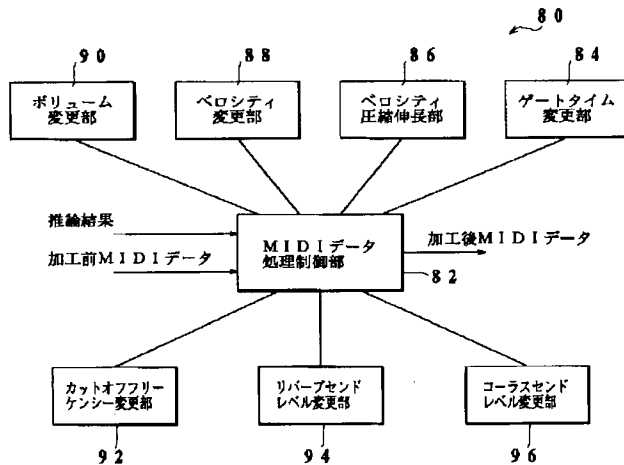 ８０
９０
８８
８６
８４
ボリューム
変更部
ベロシティ
変更部
ベロシティ
圧縮伸長部
ゲートタイム
変更部
推論結果
加工前ＭＩＤＩデータ
ＭＩＤＩデータ
処理制御部
加工後ＭＩＤＩデータ
８２
カットオフフリー
ケンシー変更部
リバーブセンド
レベル変更部
コーラスセンド
レベル変更部
９２
９４
９６